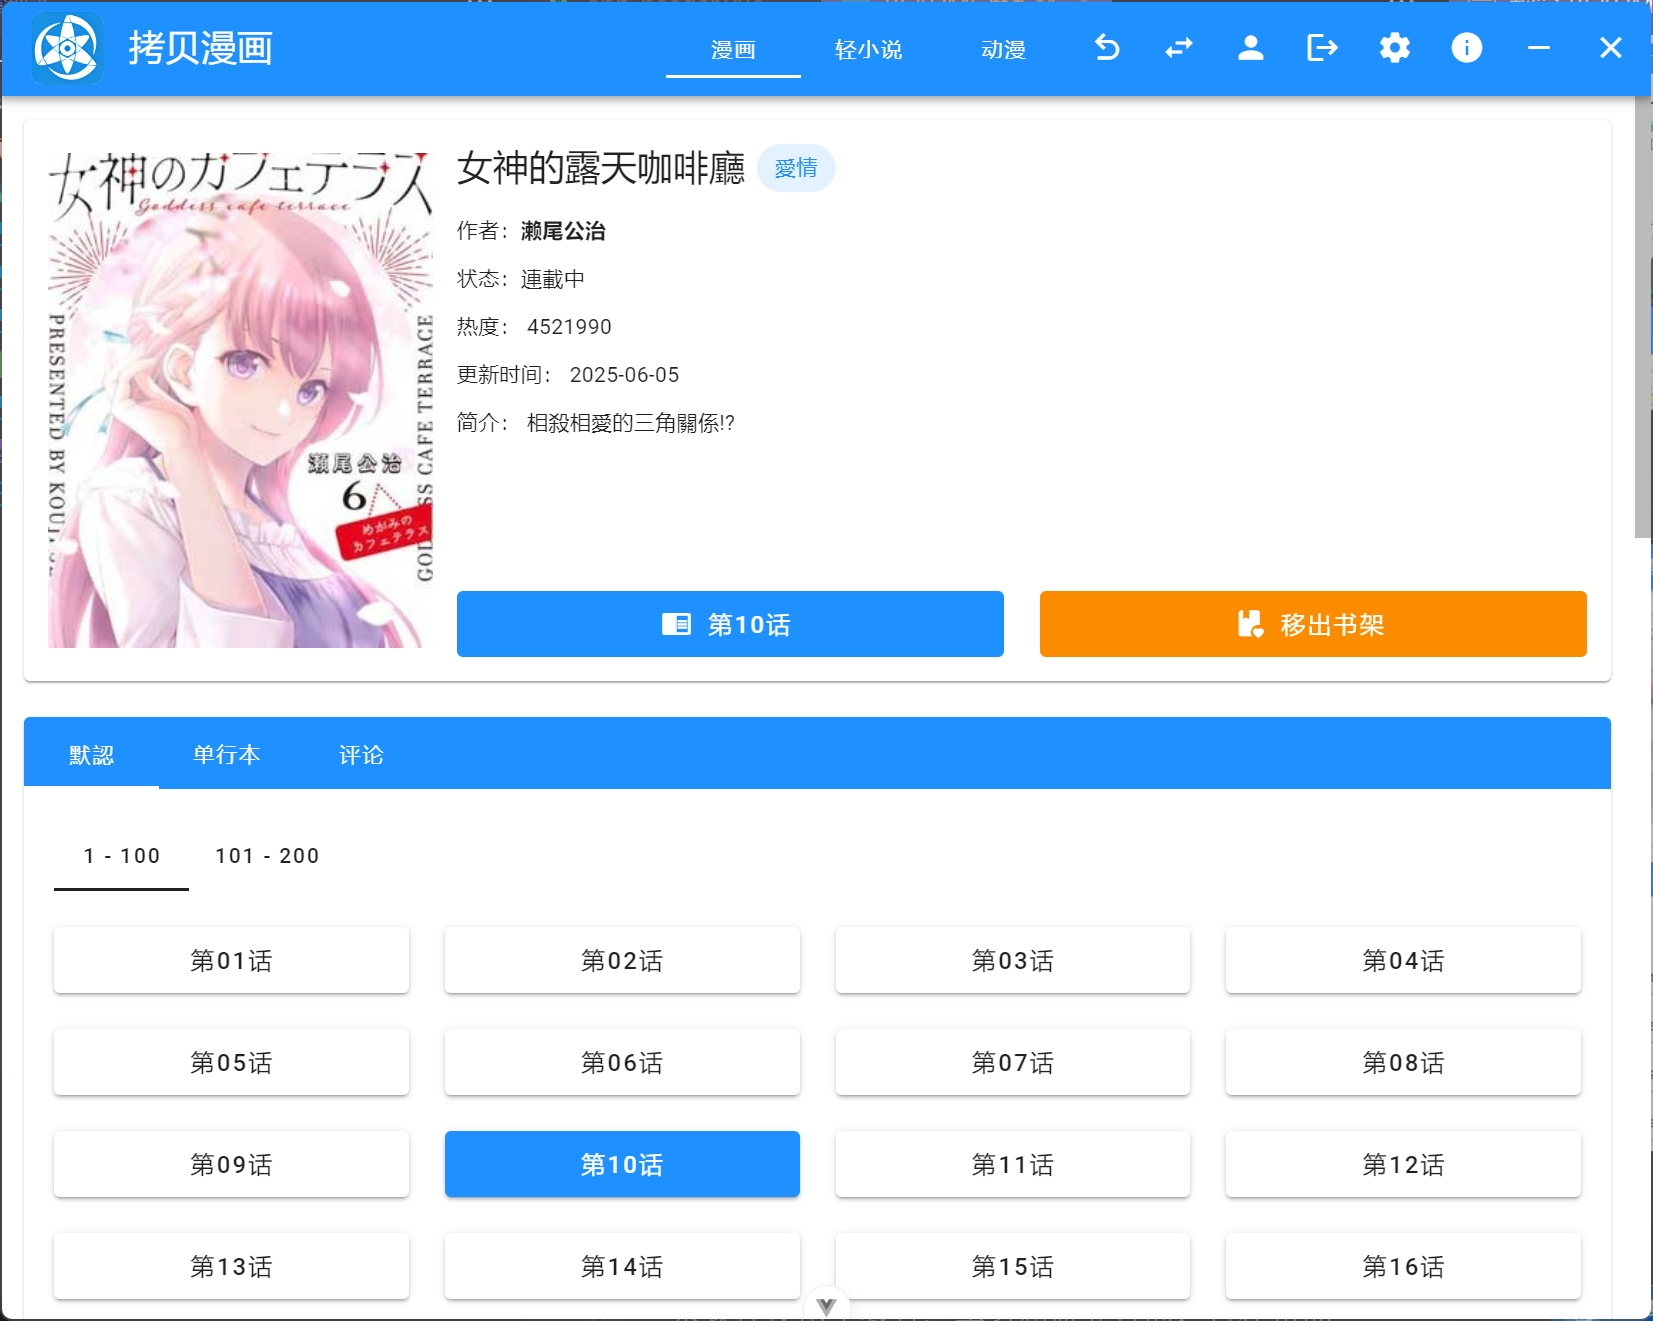 拷贝漫画
漫画
轻小说
动漫
女神のカフェテラス
Goddess cafe terrace
PRESENTED BY KOUJI
GODDESS CAFE TERRACE
瀬尾公治
6
めがみの
カフェテラス
女神的露天咖啡廳
愛情
作者：瀨尾公治
状态：連載中
热度： 4521990
更新时间： 2025-06-05
简介： 相殺相愛的三角關係!?
第10话
移出书架
默認
单行本
评论
1 - 100
101 - 200
第01话
第02话
第03话
第04话
第05话
第06话
第07话
第08话
第09话
第10话
第11话
第12话
第13话
第14话
第15话
第16话